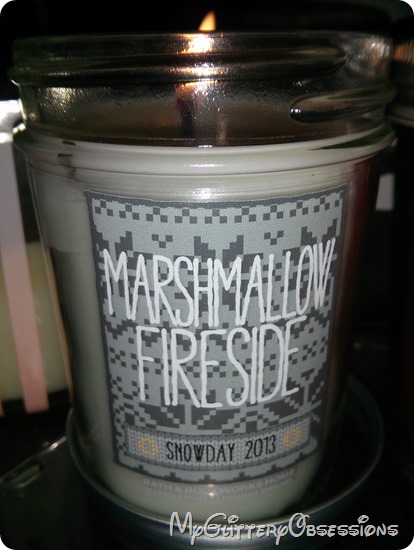 MARSHMALLOW
FIRESIDE
SNOWDAY 2013
MyGlitteryObsessions